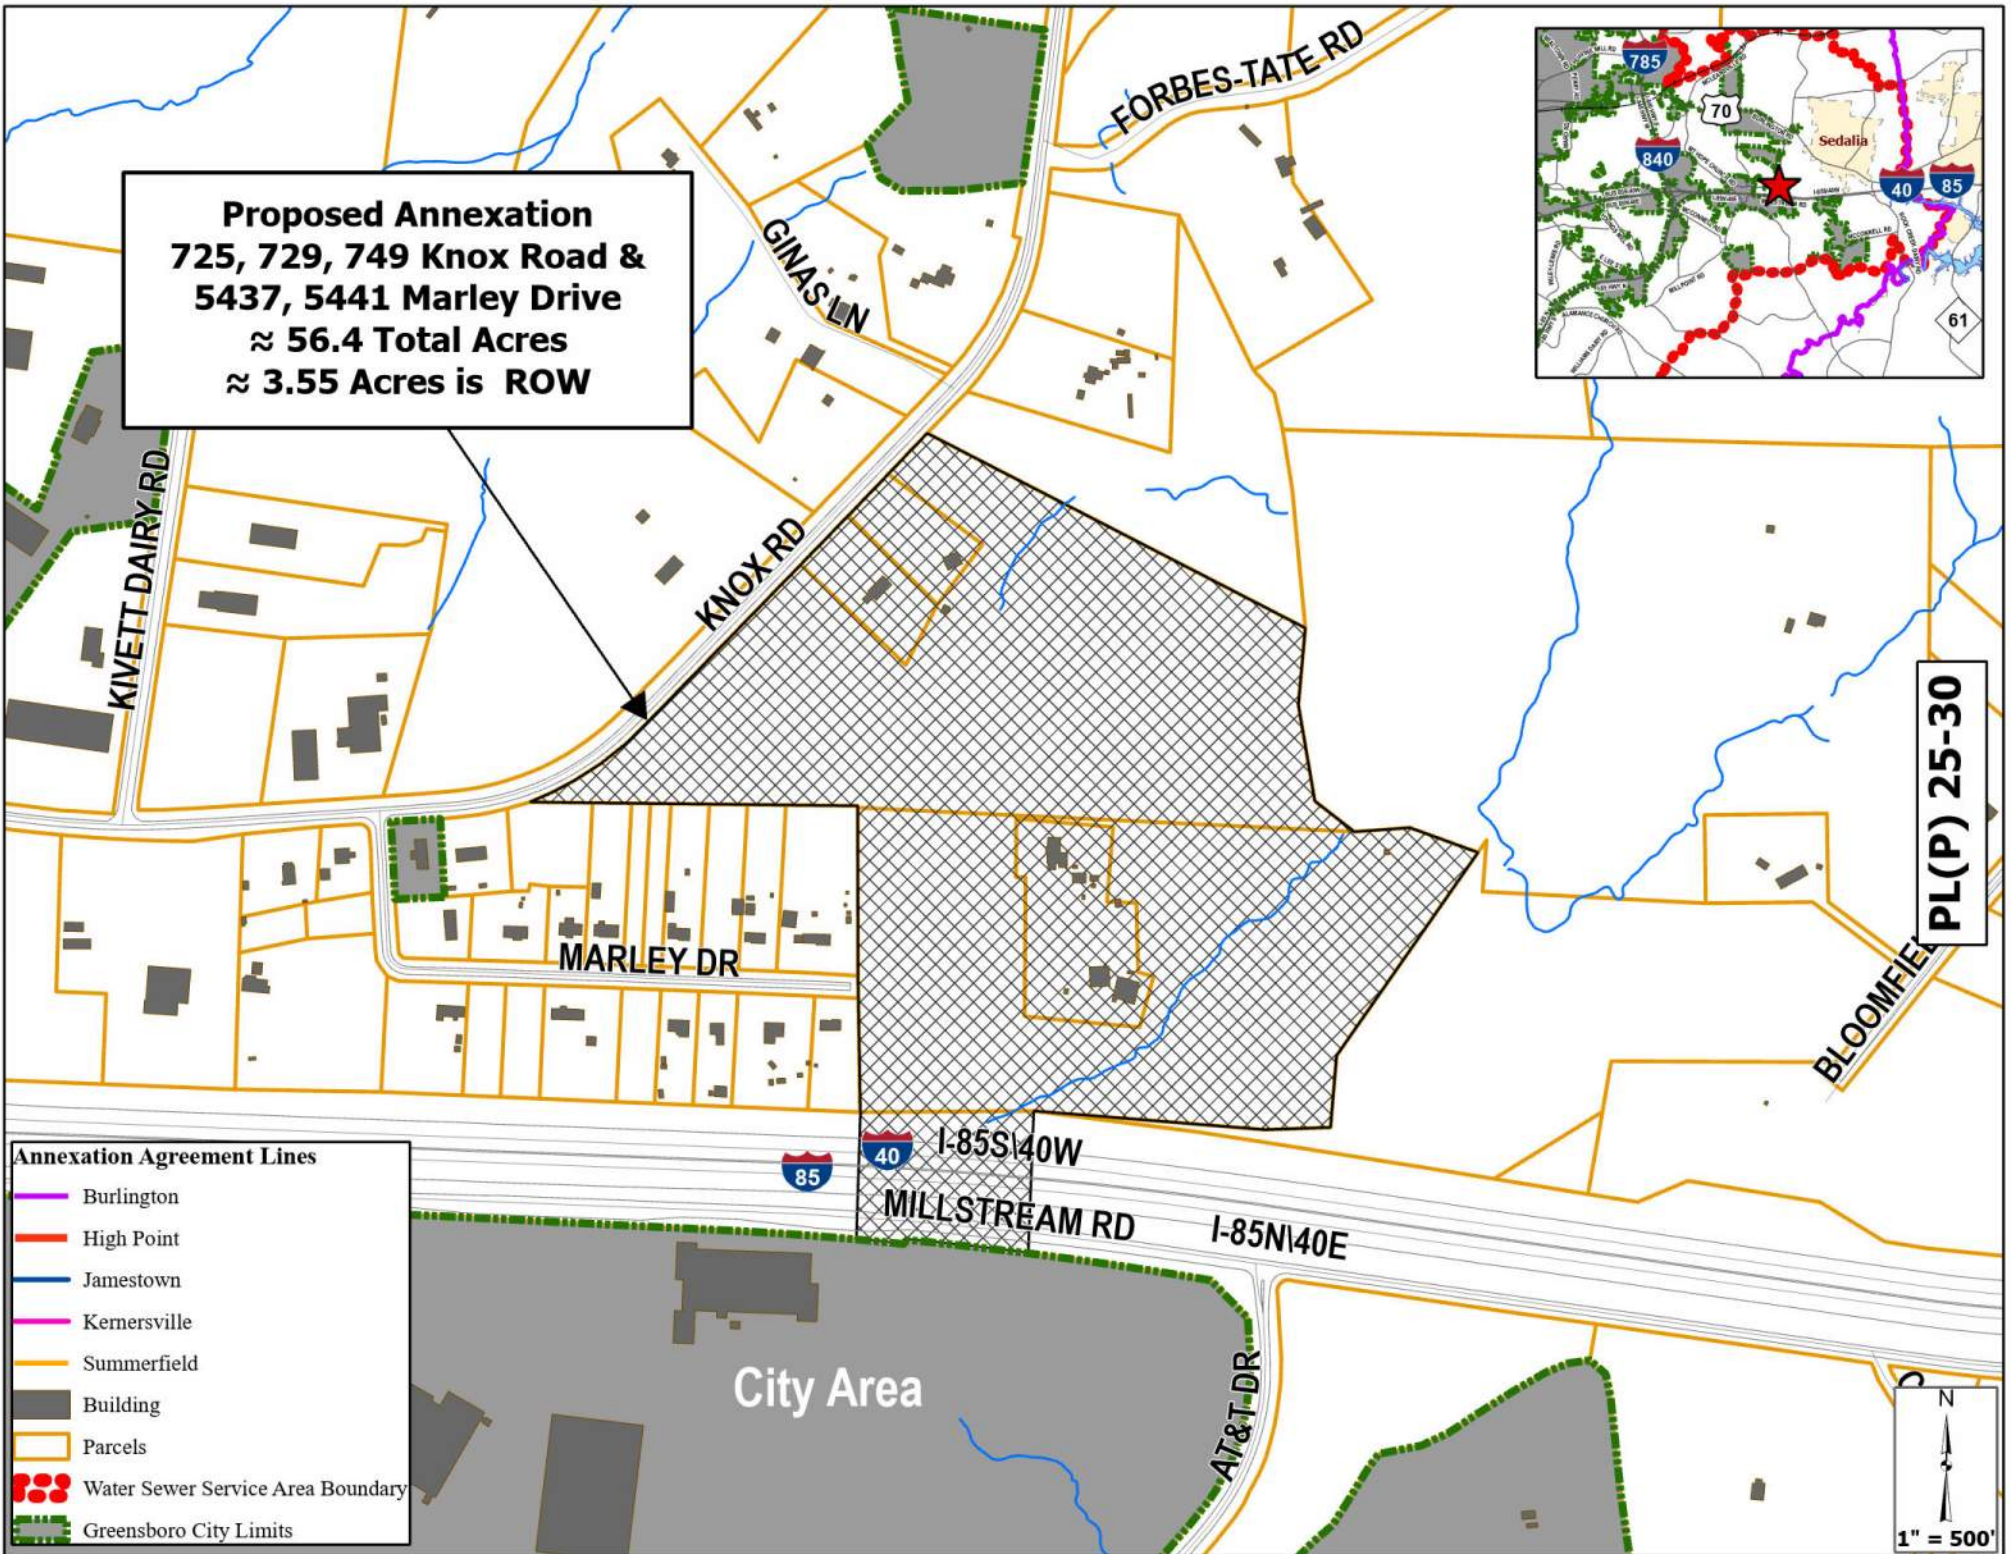 Proposed Annexation
725, 729, 749 Knox Road &
5437, 5441 Marley Drive
≈ 56.4 Total Acres
≈ 3.55 Acres is ROW
FORBES-TATE RD
GINAS LN
KIVETT DAIRY RD
KNOX RD
MARLEY DR
I-85S\40W
40
85
MILLSTREAM RD
I-85N\40E
City Area
AT&T DR
BLOOMFIEL
PL(P) 25-30
785
70
840
Sedalia
40
85
61
MCCONNELL RD
MILLPOINT RD
Annexation Agreement Lines
Burlington
High Point
Jamestown
Kernersville
Summerfield
Building
Parcels
Water Sewer Service Area Boundary
Greensboro City Limits
N
1" = 500'